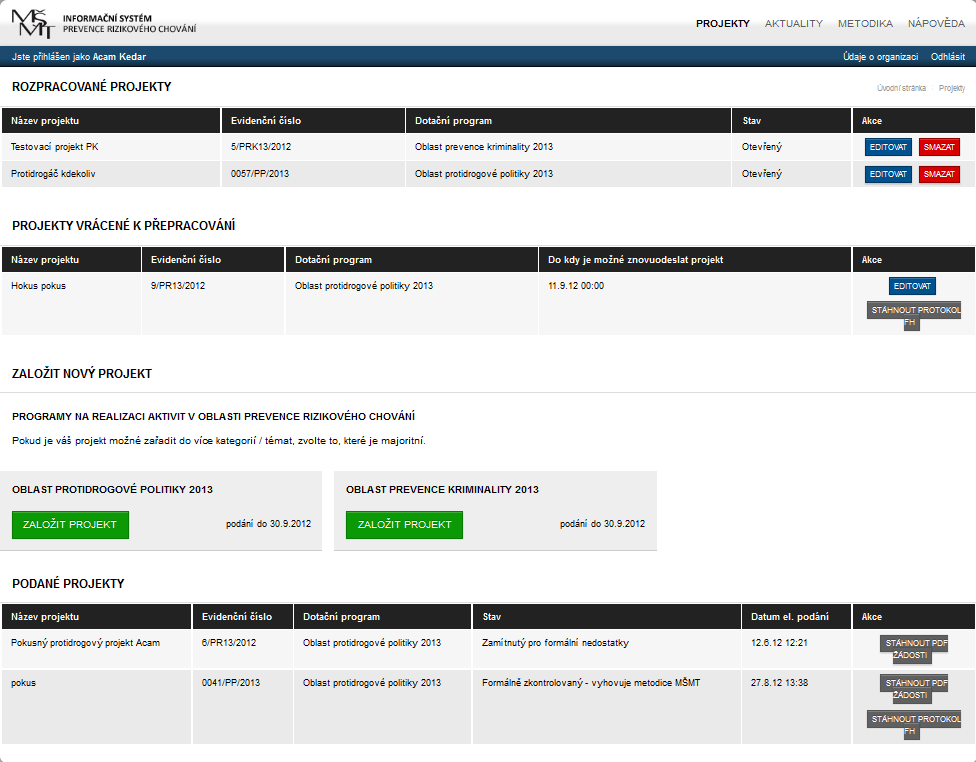 MŠMT
INFORMAČNÍ SYSTÉM
PREVENCE RIZIKOVÉHO CHOVÁNÍ
PROJEKTY AKTUALITY METODIKA NÁPOVĚDA
Jste přihlášen jako Acam Kedar
Údaje o organizaci Odhlásit
ROZPRACOVANÉ PROJEKTY
Úvodní stránka Projekty
Název projektu Evidenční číslo Dotační program Stav Akce
Testovací projekt PK 5/PRK13/2012 Oblast prevence kriminality 2013 Otevřený EDITOVAT SMAZAT
Protidrogáč kdekoliv 0057/PP/2013 Oblast protidrogové politiky 2013 Otevřený EDITOVAT SMAZAT
PROJEKTY VRÁCENÉ K PŘEPRACOVÁNÍ
Název projektu Evidenční číslo Dotační program Do kdy je možné znovuodeslat projekt Akce
Hokus pokus 9/PR13/2012 Oblast protidrogové politiky 2013 11.9.12 00:00 EDITOVAT
STÁHNOUT PROTOKOL
FH
ZALOŽIT NOVÝ PROJEKT
PROGRAMY NA REALIZACI AKTIVIT V OBLASTI PREVENCE RIZIKOVÉHO CHOVÁNÍ
Pokud je váš projekt možné zařadit do více kategorií / témat, zvolte to, které je majoritní.
OBLAST PROTIDROGOVÉ POLITIKY 2013
ZALOŽIT PROJEKT podání do 30.9.2012
OBLAST PREVENCE KRIMINALITY 2013
ZALOŽIT PROJEKT podání do 30.9.2012
PODANÉ PROJEKTY
Název projektu Evidenční číslo Dotační program Stav Datum el. podání Akce
Pokusný protidrogový projekt Acam 6/PR13/2012 Oblast protidrogové politiky 2013 Zamítnutý pro formální nedostatky 12.6.12 12:21 STÁHNOUT PDF
ŽÁDOSTI
pokus 0041/PP/2013 Oblast protidrogové politiky 2013 Formálně zkontrolovaný - vyhovuje metodice MŠMT 27.8.12 13:38 STÁHNOUT PDF
ŽÁDOSTI
STÁHNOUT PROTOKOL
FH